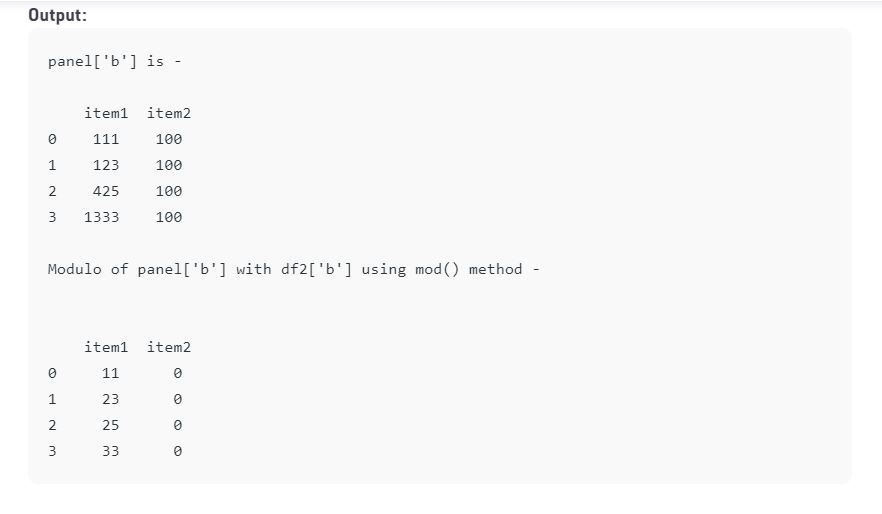 Output:
panel['b'] is -
item1 item2
0 111 100
1 123 100
2 425 100
3 1333 100
Modulo of panel['b'] with df2['b'] using mod() method -
item1 item2
0 11 0
1 23 0
2 25 0
3 33 0